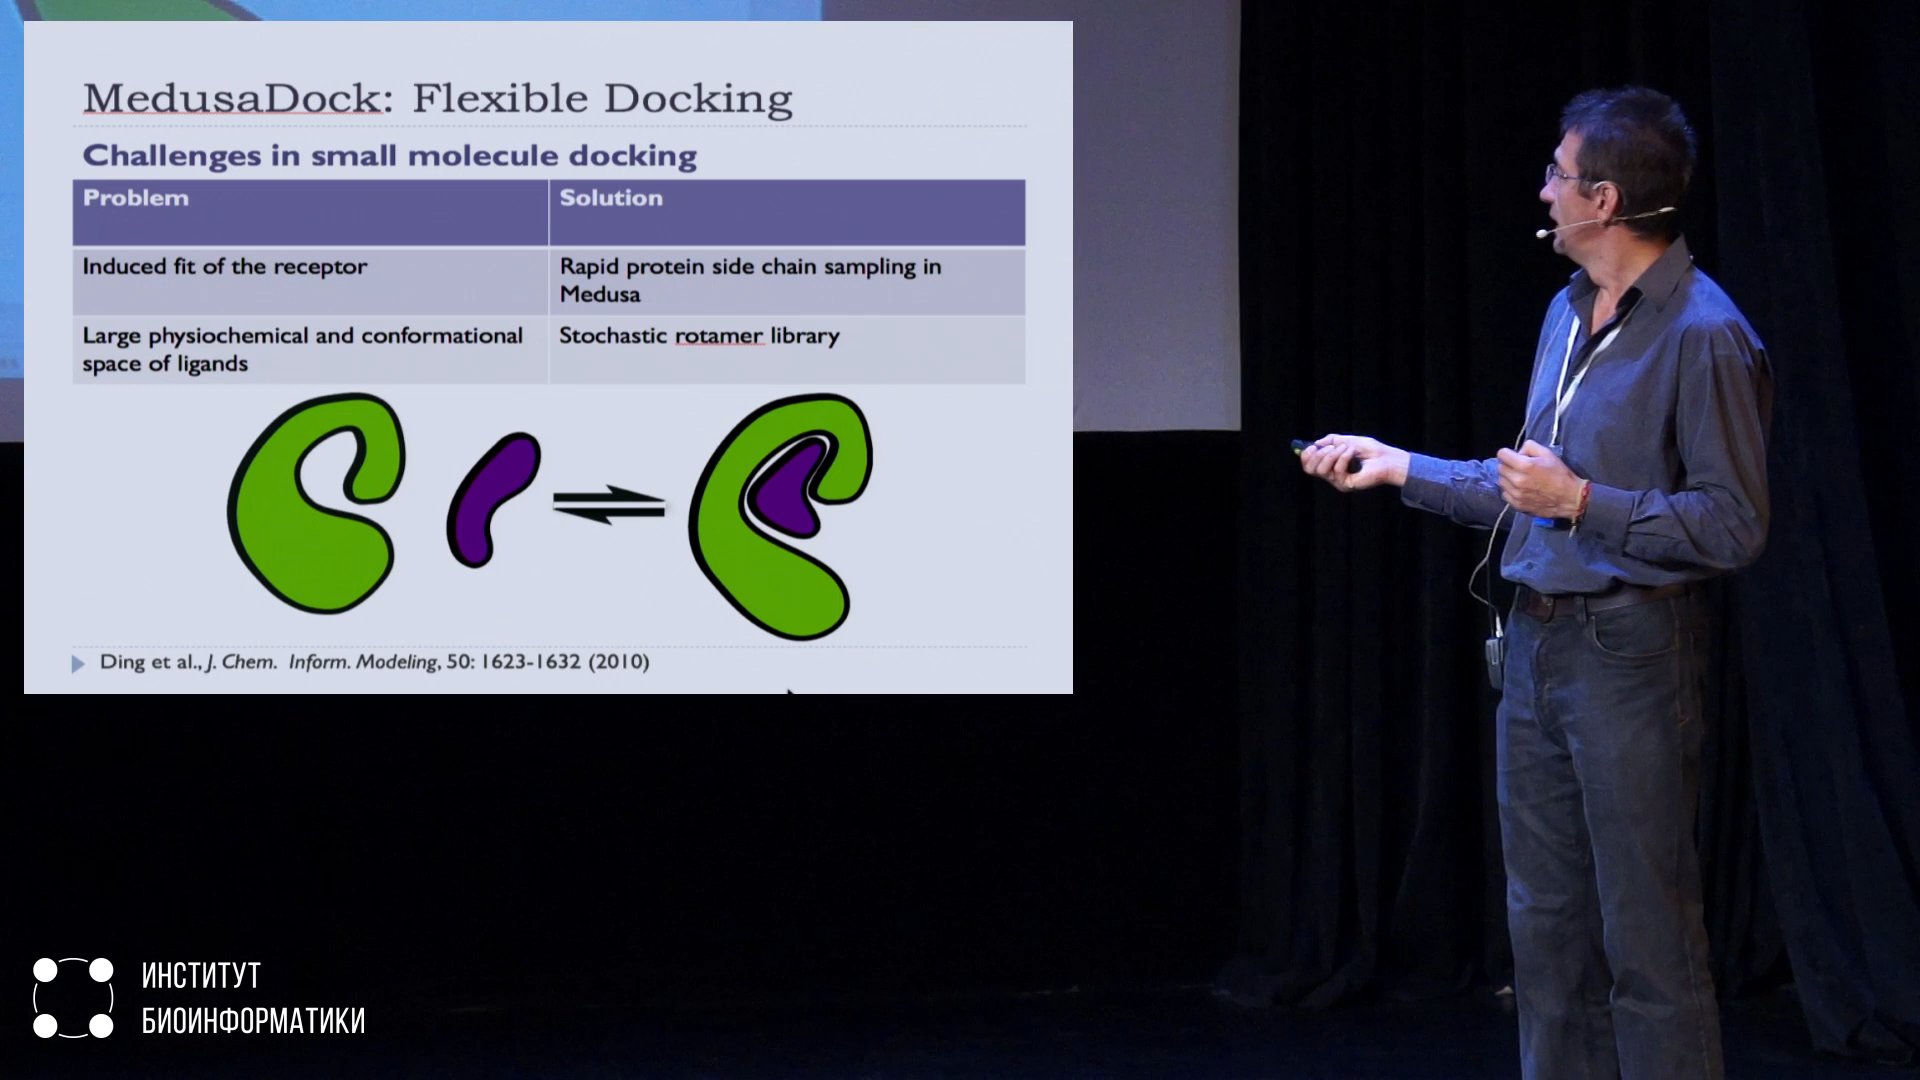 MedusaDock: Flexible Docking
Challenges in small molecule docking
Problem
Solution
Induced fit of the receptor
Rapid protein side chain sampling in
Medusa
Large physiochemical and conformational
space of ligands
Stochastic rotamer library
Ding et al., J. Chem. Inform. Modeling, 50: 1623-1632 (2010)
ИНСТИТУТ
БИОИНФОРМАТИКИ